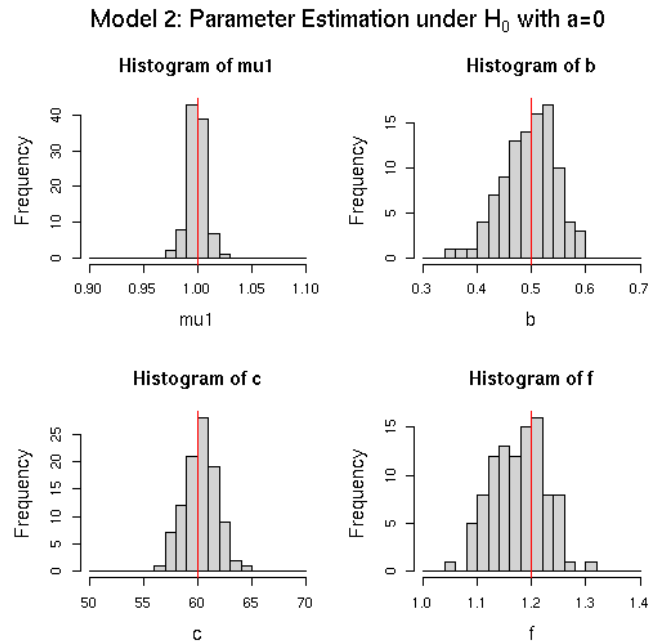 Model 2: Parameter Estimation under H₀ with a=0
Histogram of mu1
Frequency
0
10
20
30
40
0.90 0.95 1.00 1.05 1.10
mu1
Histogram of b
Frequency
0
5
10
15
0.3 0.4 0.5 0.6 0.7
b
Histogram of c
Frequency
0
5
10
15
20
25
50 55 60 65 70
c
Histogram of f
Frequency
0
5
10
15
1.0 1.1 1.2 1.3 1.4
f